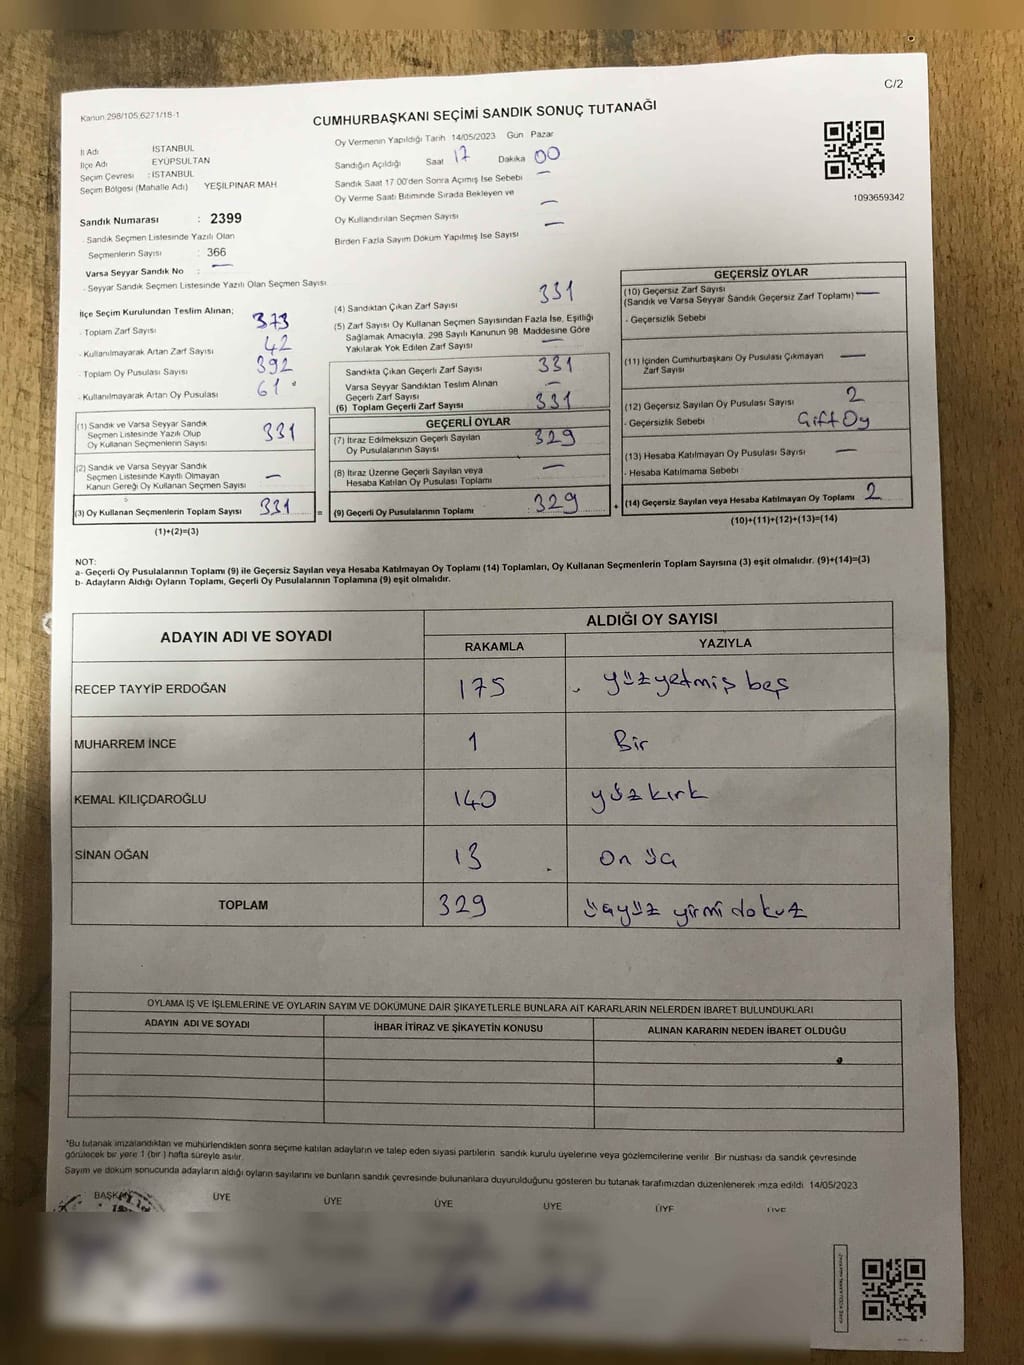 C/2
Kanun 298/105,6271/18-1
CUMHURBAŞKANI SEÇİMİ SANDIK SONUÇ TUTANAĞI
İl Adı İSTANBUL
İlçe Adı EYÜPSULTAN
Seçim Çevresi : İSTANBUL
Seçim Bölgesi (Mahalle Adı) YEŞİLPINAR MAH
Sandık Numarası : 2399
- Sandık Seçmen Listesinde Yazılı Olan
Seçmenlerin Sayısı : 366
Varsa Seyyar Sandık No : —
- Seyyar Sandık Seçmen Listesinde Yazılı Olan Seçmen Sayısı
Oy Vermenin Yapıldığı Tarih 14/05/2023 Gün Pazar
Sandığın Açıldığı Saat 17 Dakika 00
Sandık Saat 17 00'den Sonra Açımış İse Sebebi —
Oy Verme Saati Bitiminde Sırada Bekleyen ve
Oy Kullandırılan Seçmen Sayısı —
Birden Fazla Sayım Döküm Yapılmış İse Sayısı —
1093659342
İlçe Seçim Kurulundan Teslim Alınan;
- Toplam Zarf Sayısı 373
- Kullanılmayarak Artan Zarf Sayısı 42
- Toplam Oy Pusulası Sayısı 392
- Kullanılmayarak Artan Oy Pusulası 61
(1) Sandık ve Varsa Seyyar Sandık
Seçmen Listesinde Yazılı Olup
Oy Kullanan Seçmenlerin Sayısı 331
(2) Sandık ve Varsa Seyyar Sandık
Seçmen Listesinde Kayıtlı Olmayan
Kanun Gereği Oy Kullanan Seçmen Sayısı —
(3) Oy Kullanan Seçmenlerin Toplam Sayısı 331 =
(1)+(2)=(3)
(4) Sandıktan Çıkan Zarf Sayısı 331
(5) Zarf Sayısı Oy Kullanan Seçmen Sayısından Fazla İse, Eşitliği
Sağlamak Amacıyla, 298 Sayılı Kanunun 98 Maddesine Göre
Yakılarak Yok Edilen Zarf Sayısı —
Sandıkta Çıkan Geçerli Zarf Sayısı 331
Varsa Seyyar Sandıktan Teslim Alınan
Geçerli Zarf Sayısı —
(6) Toplam Geçerli Zarf Sayısı 331
GEÇERLİ OYLAR
(7) İtiraz Edilmeksizin Geçerli Sayılan
Oy Pusulalarının Sayısı 329
(8) İtiraz Üzerine Geçerli Sayılan veya
Hesaba Katılan Oy Pusulası Toplamı —
(9) Geçerli Oy Pusulalarının Toplamı : 329 +
GEÇERSİZ OYLAR
(10) Geçersiz Zarf Sayısı
(Sandık ve Varsa Seyyar Sandık Geçersiz Zarf Toplamı) —
- Geçersizlik Sebebi
(11) İçinden Cumhurbaşkanı Oy Pusulası Çıkmayan
Zarf Sayısı —
(12) Geçersiz Sayılan Oy Pusulası Sayısı 2
- Geçersizlik Sebebi Çift Oy
(13) Hesaba Katılmayan Oy Pusulası Sayısı —
- Hesaba Katılmama Sebebi
(14) Geçersiz Sayılan veya Hesaba Katılmayan Oy Toplamı 2
(10)+(11)+(12)+(13)=(14)
NOT:
a- Geçerli Oy Pusulalarının Toplamı (9) ile Geçersiz Sayılan veya Hesaba Katılmayan Oy Toplamı (14) Toplamları, Oy Kullanan Seçmenlerin Toplam Sayısına (3) eşit olmalıdır. (9)+(14)=(3)
b- Adayların Aldığı Oyların Toplamı, Geçerli Oy Pusulalarının Toplamına (9) eşit olmalıdır.
ADAYIN ADI VE SOYADI ALDIĞI OY SAYISI
RAKAMLA YAZIYLA
RECEP TAYYİP ERDOĞAN 175 yüzyetmiş beş
MUHARREM İNCE 1 Bir
KEMAL KILIÇDAROĞLU 140 yüzkırk
SİNAN OĞAN 13 On üç
TOPLAM 329 üçyüz yirmi dokuz
OYLAMA İŞ VE İŞLEMLERİNE VE OYLARIN SAYIM VE DÖKÜMÜNE DAİR ŞİKAYETLERLE BUNLARA AİT KARARLARIN NELERDEN İBARET BULUNDUKLARI
ADAYIN ADI VE SOYADI İHBAR İTİRAZ VE ŞİKAYETİN KONUSU ALINAN KARARIN NEDEN İBARET OLDUĞU
*Bu tutanak imzalandıktan ve mühürlendikten sonra seçime katılan adayların ve talep eden siyasi partilerin sandık kurulu üyelerine veya gözlemcilerine verilir. Bir nüshası da sandık çevresinde
görülecek bir yere 1 (bir) hafta süreyle asılır.
Sayım ve döküm sonucunda adayların aldığı oyların sayılarını ve bunların sandık çevresinde bulunanlara duyurulduğunu gösteren bu tutanak tarafımızdan düzenlenerek imza edildi 14/05/2023
BAŞKAN ÜYE ÜYE ÜYE ÜYE ÜYE ÜYE